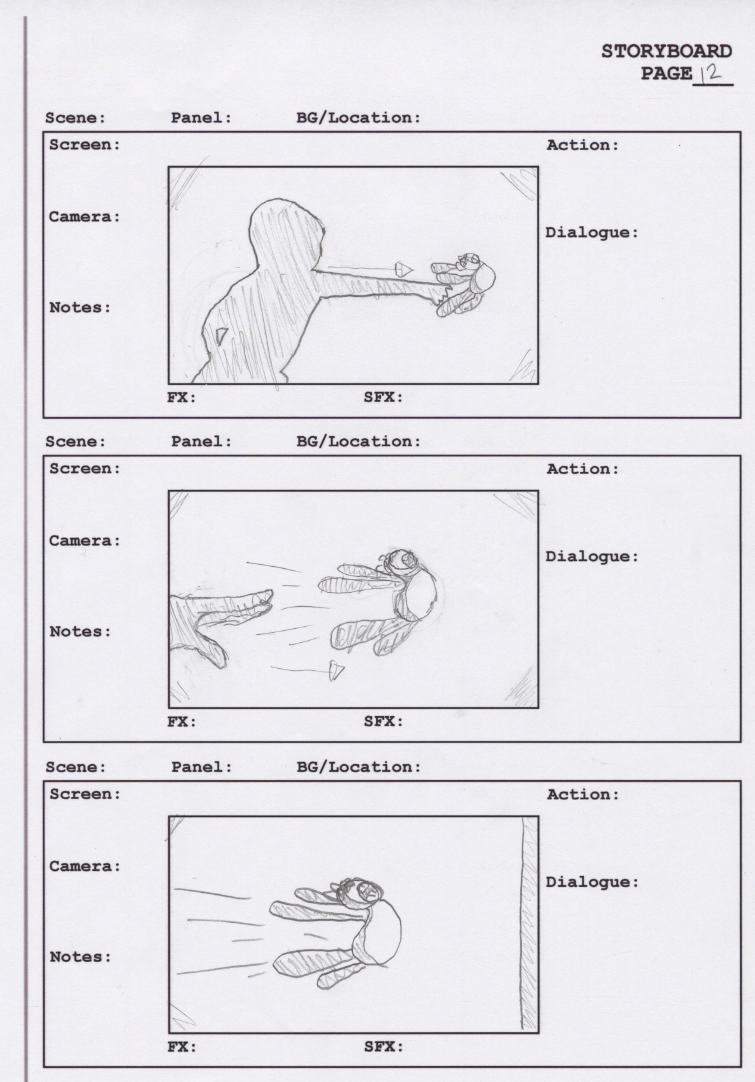 STORYBOARD
PAGE 12
Scene: Panel: BG/Location:
Screen: Action:
Camera:
Dialogue:
Notes:
FX: SFX:
Scene: Panel: BG/Location:
Screen: Action:
Camera:
Dialogue:
Notes:
FX: SFX:
Scene: Panel: BG/Location:
Screen: Action:
Camera:
Dialogue:
Notes:
FX: SFX: